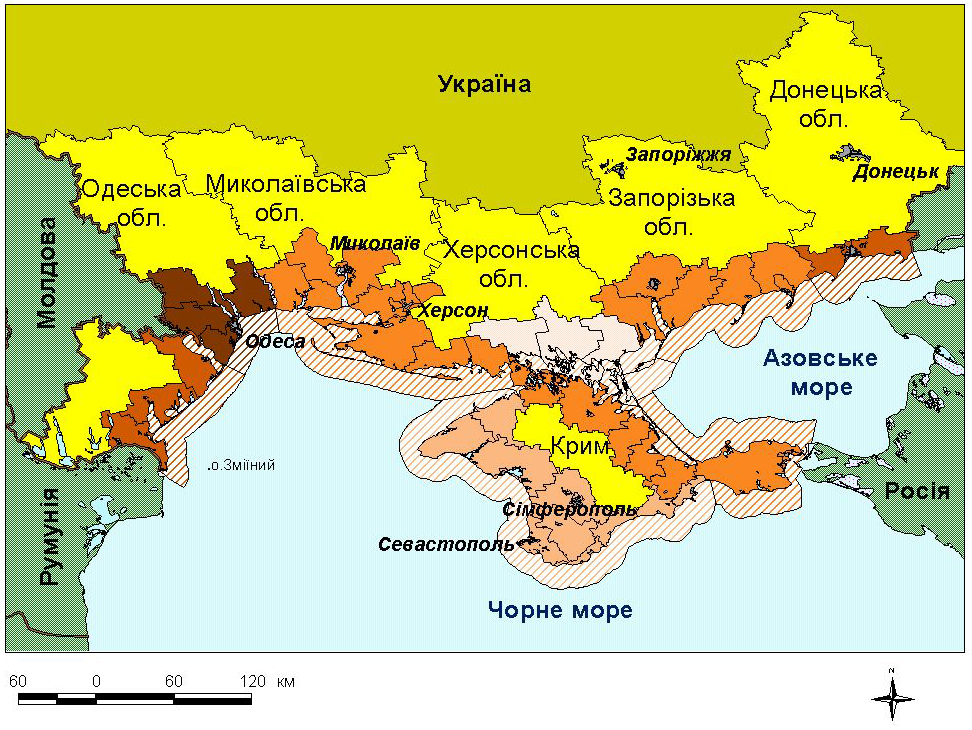 Україна
Донецька
обл.
Запоріжжя
Донецьк
Одеська
обл.
Миколаївська
обл.
Запорізька
обл.
Молдова
Миколаїв
Херсонська
обл.
Херсон
Одеса
Азовське
море
Крим
.о.Зміїний
Росія
Румунія
Сімферополь
Севастополь
Чорне море
60 0 60 120 км
N